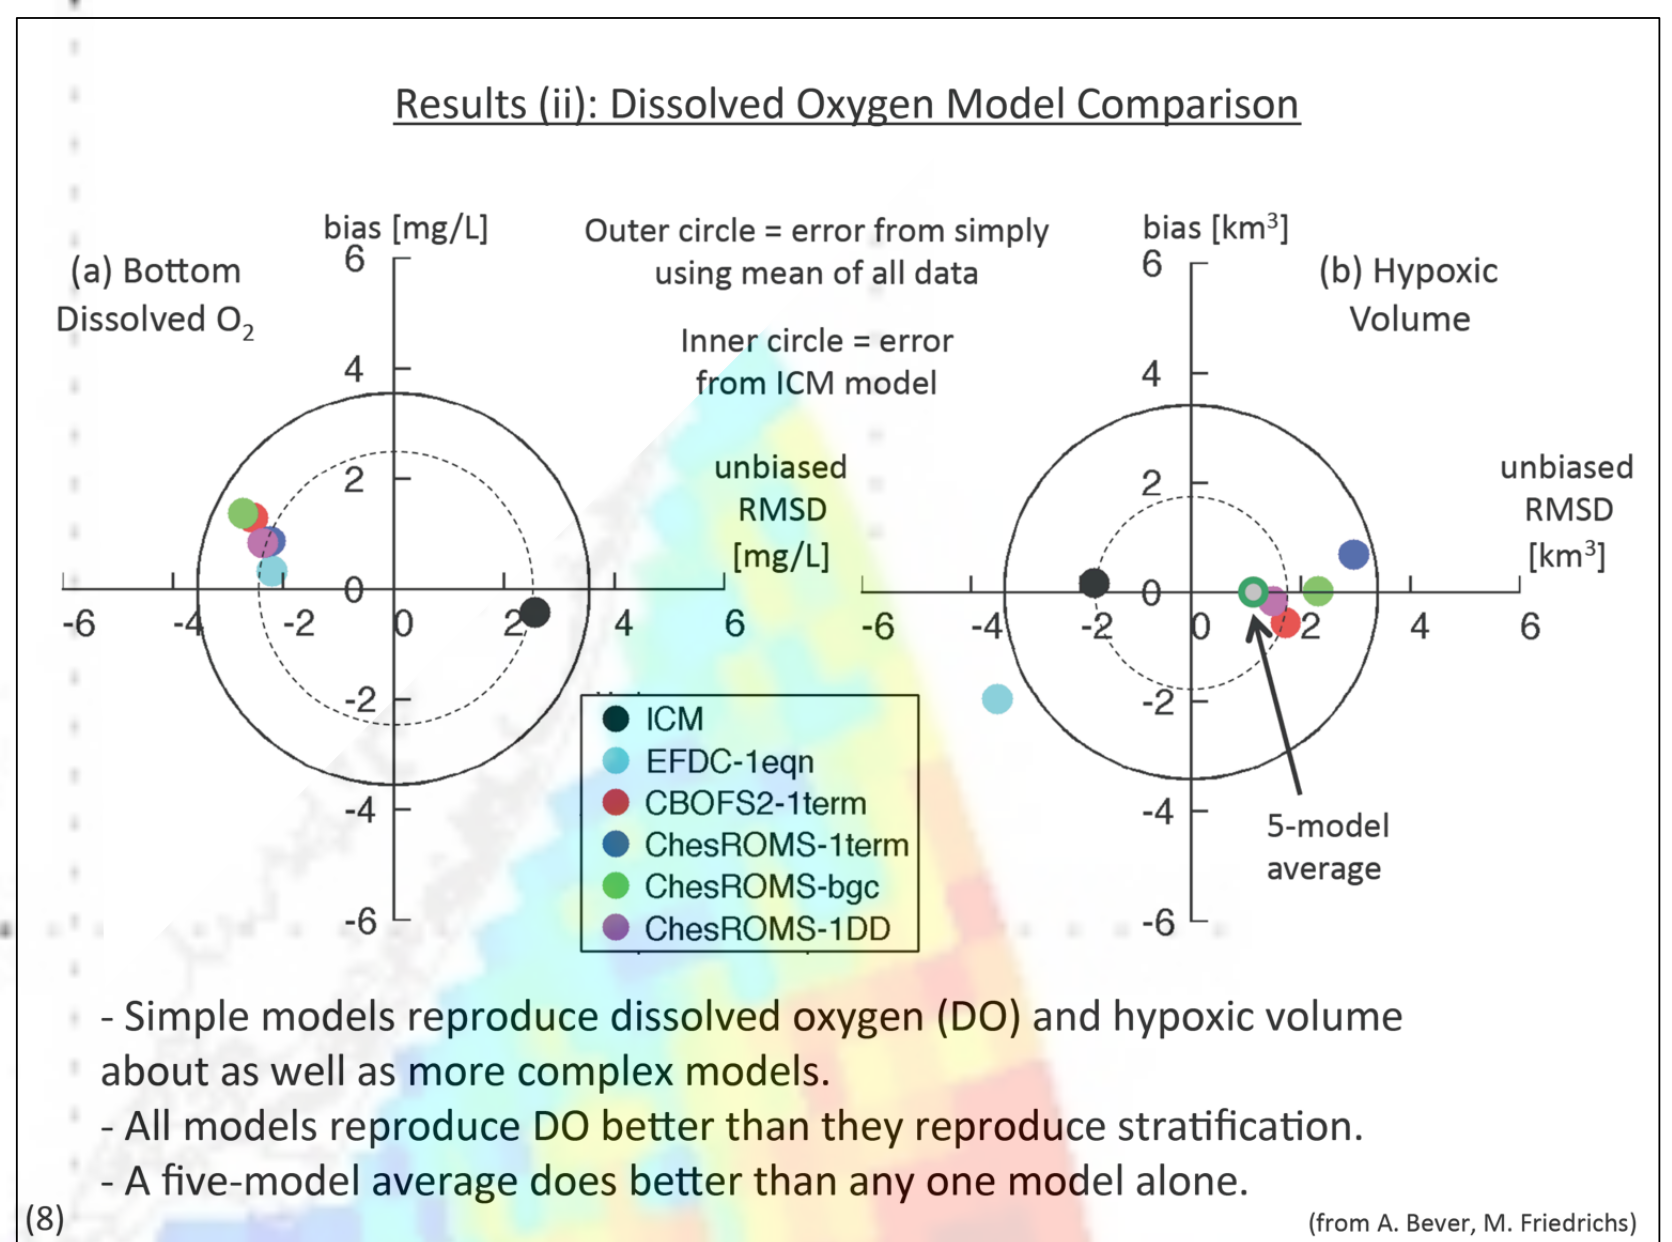 Results (ii): Dissolved Oxygen Model Comparison
bias [mg/L]
(a) Bottom
Dissolved O₂
6
4
2
0
-2
-4
-6
-6
-4
-2
0
2
4
6
unbiased
RMSD
[mg/L]
Outer circle = error from simply
using mean of all data
Inner circle = error
from ICM model
bias [km³]
(b) Hypoxic
Volume
6
4
2
0
-2
-4
-6
-6
-4
-2
0
2
4
6
unbiased
RMSD
[km³]
5-model
average
ICM
EFDC-1eqn
CBOFS2-1term
ChesROMS-1term
ChesROMS-bgc
ChesROMS-1DD
- Simple models reproduce dissolved oxygen (DO) and hypoxic volume
about as well as more complex models.
- All models reproduce DO better than they reproduce stratification.
- A five-model average does better than any one model alone.
(8)
(from A. Bever, M. Friedrichs)